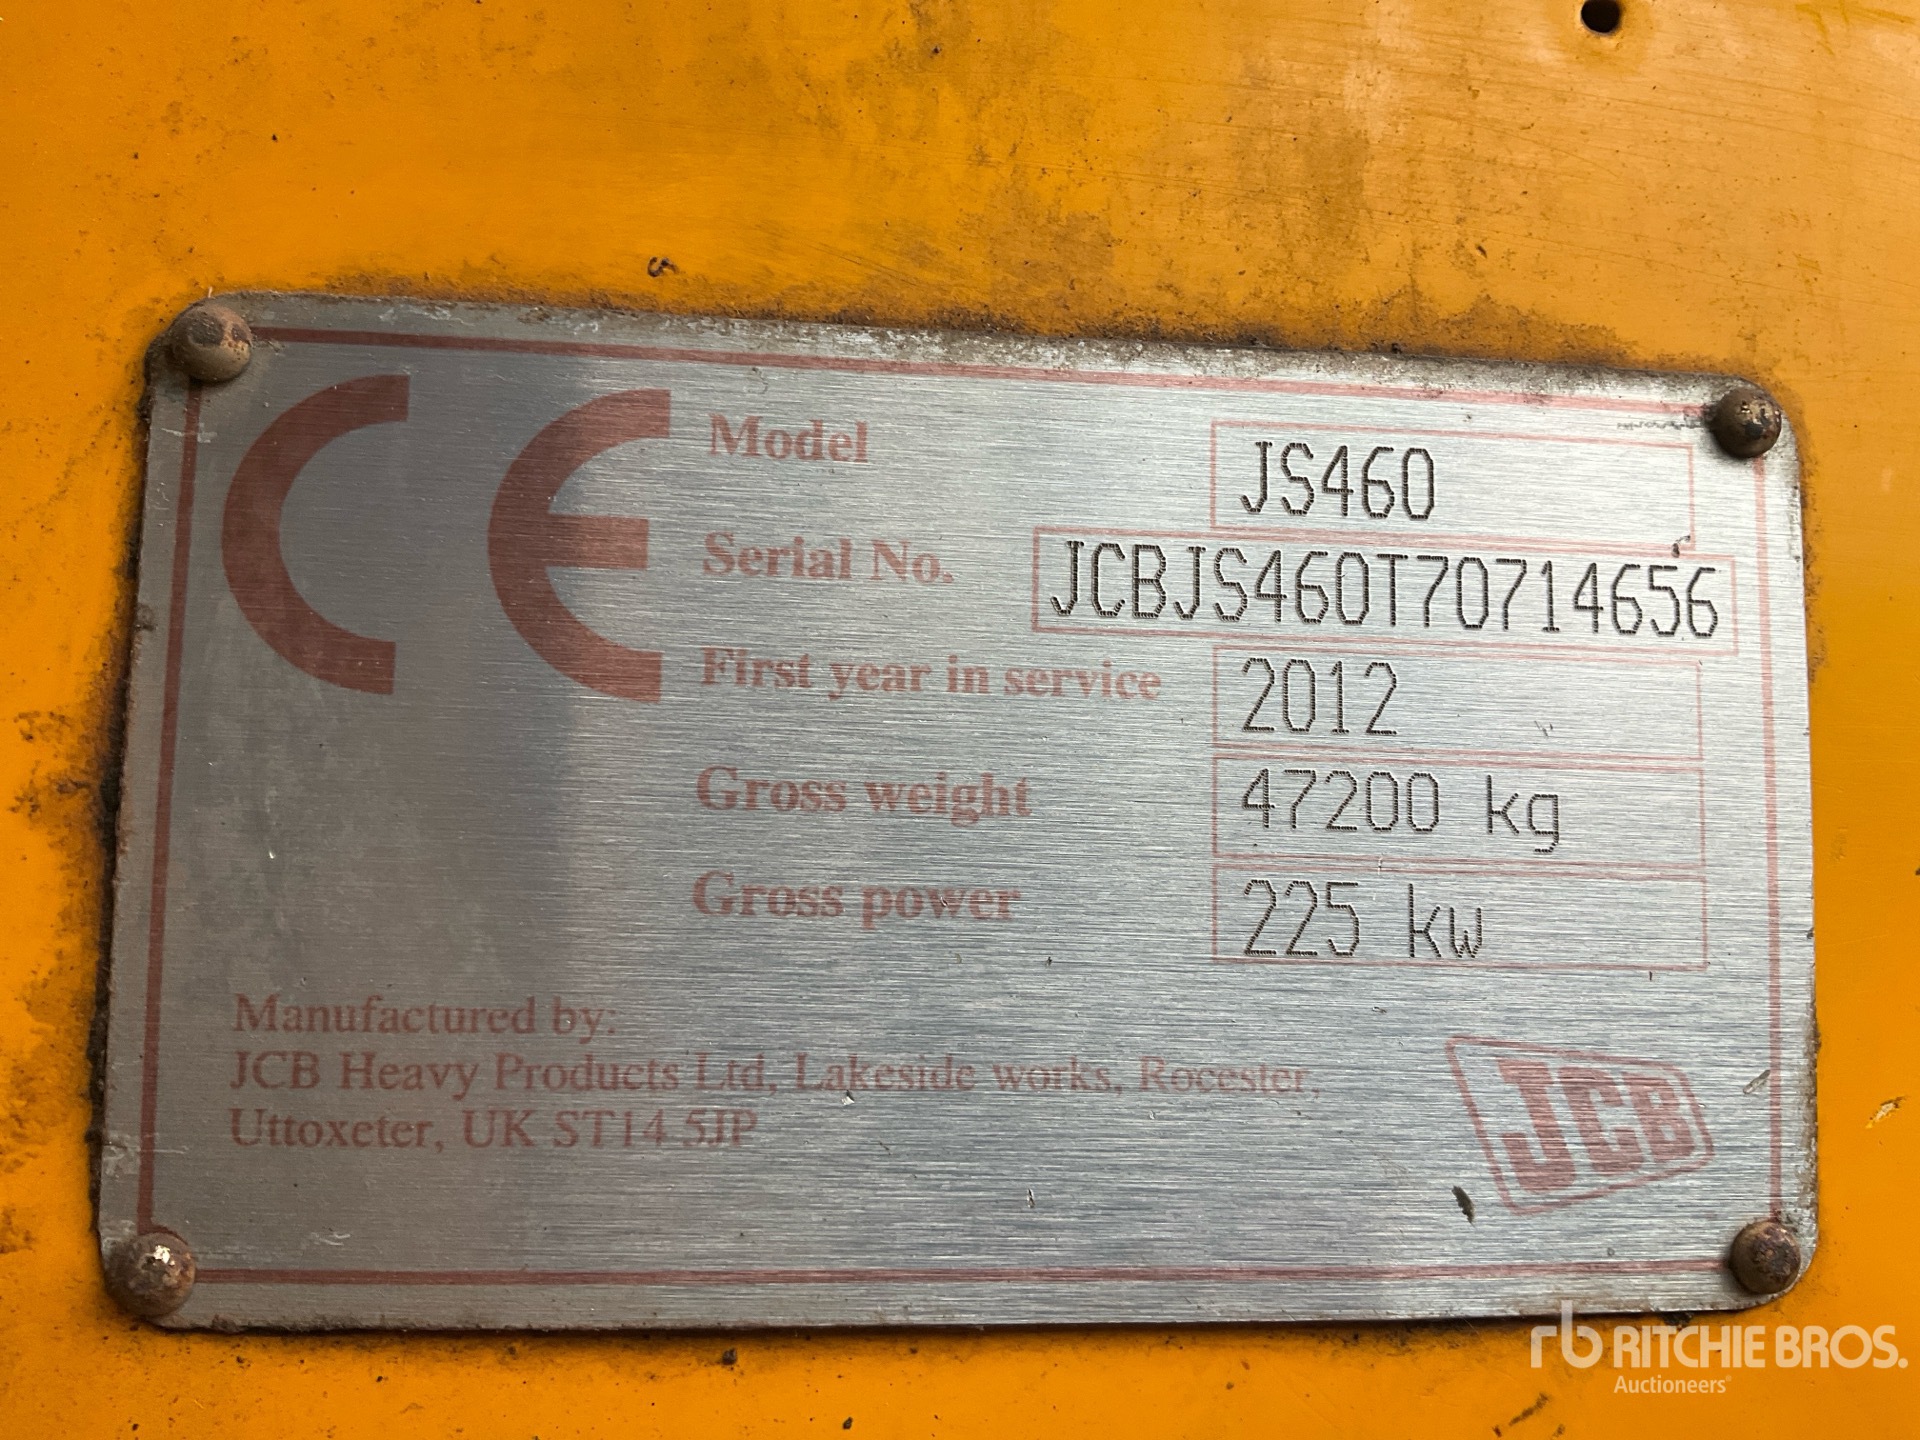 CE
Model JS460
Serial No. JCBJS460T70714656
First year in service 2012
Gross weight 47200 kg
Gross power 225 kw
Manufactured by:
JCB Heavy Products Ltd, Lakeside works, Rocester,
Uttoxeter, UK ST14 5JP
JCB
rb RITCHIE BROS.
Auctioneers